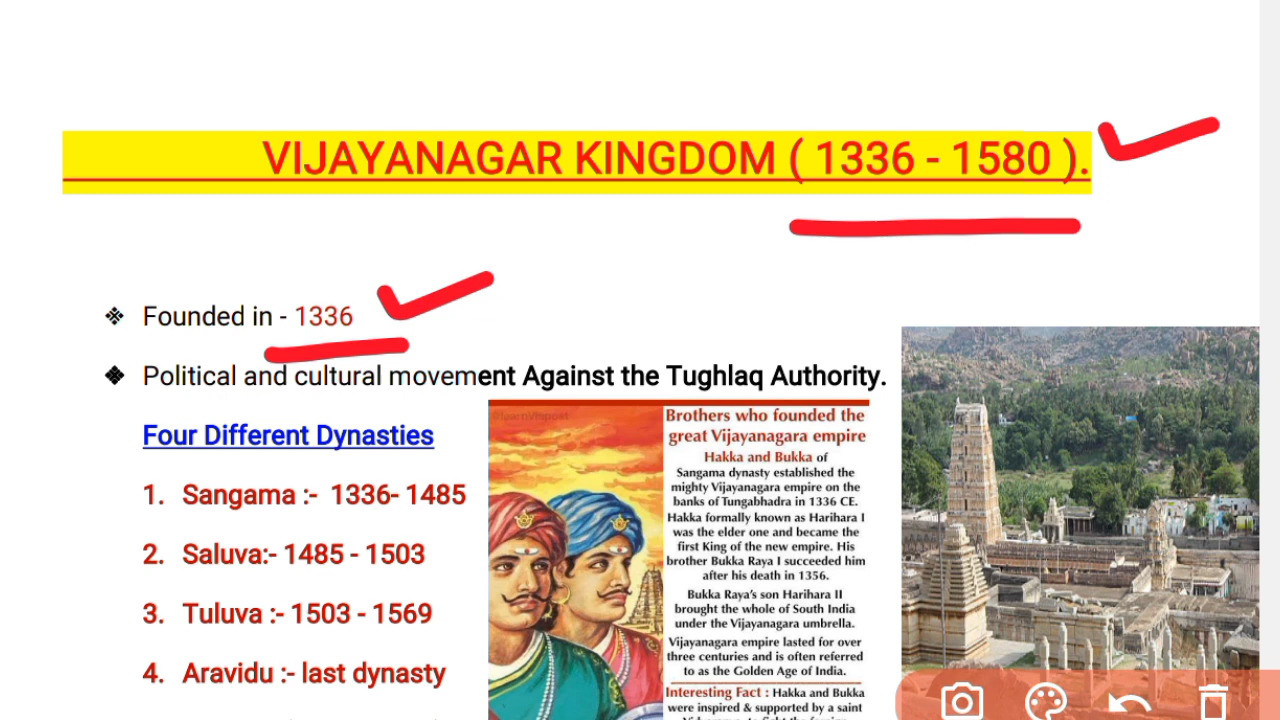 VIJAYANAGAR KINGDOM ( 1336 - 1580 ).
❖ Founded in - 1336
❖ Political and cultural movement Against the Tughlaq Authority.
Four Different Dynasties
1. Sangama :- 1336- 1485
2. Saluva:- 1485 - 1503
3. Tuluva :- 1503 - 1569
4. Aravidu :- last dynasty
Brothers who founded the
great Vijayanagara empire
Hakka and Bukka of
Sangama dynasty established the
mighty Vijayanagara empire on the
banks of Tungabhadra in 1336 CE.
Hakka formally known as Harihara I
was the elder one and became the
first King of the new empire. His
brother Bukka Raya I succeeded him
after his death in 1356.
Bukka Raya's son Harihara II
brought the whole of South India
under the Vijayanagara umbrella.
Vijayanagara empire lasted for over
three centuries and is often referred
to as the Golden Age of India.
Interesting Fact : Hakka and Bukka
were inspired & supported by a saint